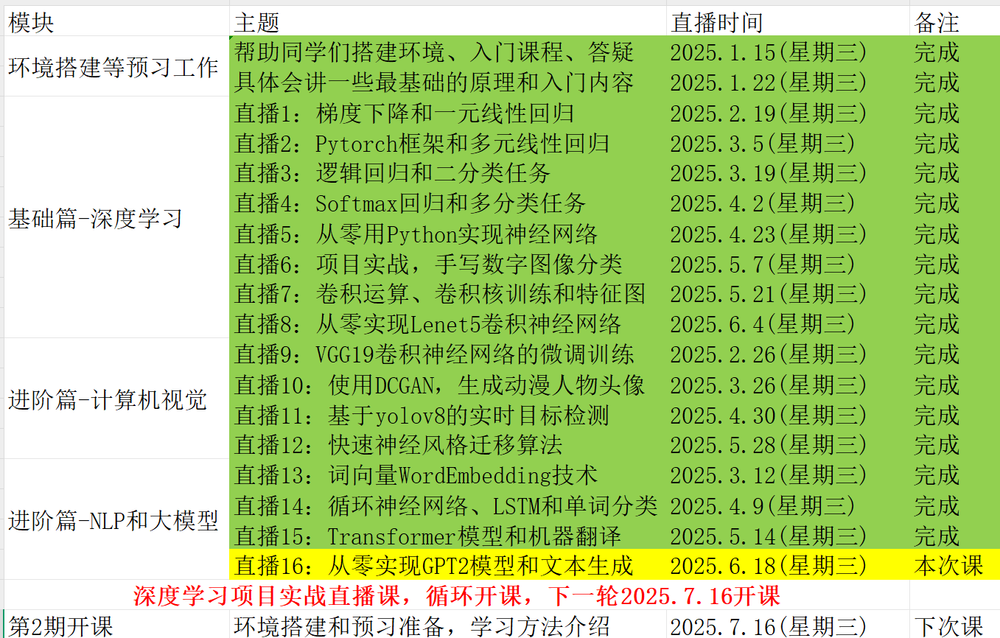 模块 主题 直播时间 备注
环境搭建等预习工作 帮助同学们搭建环境、入门课程、答疑 2025.1.15(星期三) 完成
具体会讲一些最基础的原理和入门内容 2025.1.22(星期三) 完成
基础篇-深度学习 直播1：梯度下降和一元线性回归 2025.2.19(星期三) 完成
直播2：Pytorch框架和多元线性回归 2025.3.5(星期三) 完成
直播3：逻辑回归和二分类任务 2025.3.19(星期三) 完成
直播4：Softmax回归和多分类任务 2025.4.2(星期三) 完成
直播5：从零用Python实现神经网络 2025.4.23(星期三) 完成
直播6：项目实战，手写数字图像分类 2025.5.7(星期三) 完成
直播7：卷积运算、卷积核训练和特征图 2025.5.21(星期三) 完成
直播8：从零实现Lenet5卷积神经网络 2025.6.4(星期三) 完成
进阶篇-计算机视觉 直播9：VGG19卷积神经网络的微调训练 2025.2.26(星期三) 完成
直播10：使用DCGAN，生成动漫人物头像 2025.3.26(星期三) 完成
直播11：基于yolov8的实时目标检测 2025.4.30(星期三) 完成
直播12：快速神经风格迁移算法 2025.5.28(星期三) 完成
进阶篇-NLP和大模型 直播13：词向量WordEmbedding技术 2025.3.12(星期三) 完成
直播14：循环神经网络、LSTM和单词分类 2025.4.9(星期三) 完成
直播15：Transformer模型和机器翻译 2025.5.14(星期三) 完成
直播16：从零实现GPT2模型和文本生成 2025.6.18(星期三) 本次课
深度学习项目实战直播课，循环开课，下一轮2025.7.16开课
第2期开课 环境搭建和预习准备，学习方法介绍 2025.7.16(星期三) 下次课